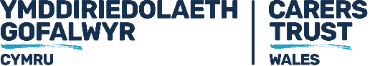 YMDDIRIEDOLAETH
GOFALWYR
CYMRU
CARERS
TRUST
WALES